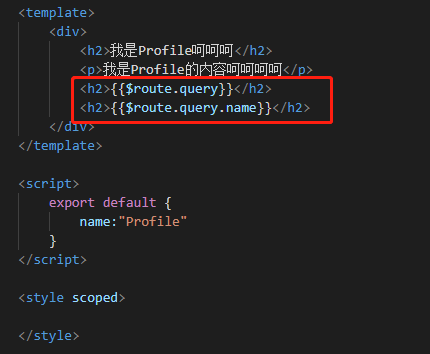 <template>
<div>
<h2>我是Profile呵呵呵</h2>
<p>我是Profile的内容呵呵呵呵</p>
<h2>{{$route.query}}</h2>
<h2>{{$route.query.name}}</h2>
</div>
</template>
<script>
export default {
name:"Profile"
}
</script>
<style scoped>
</style>